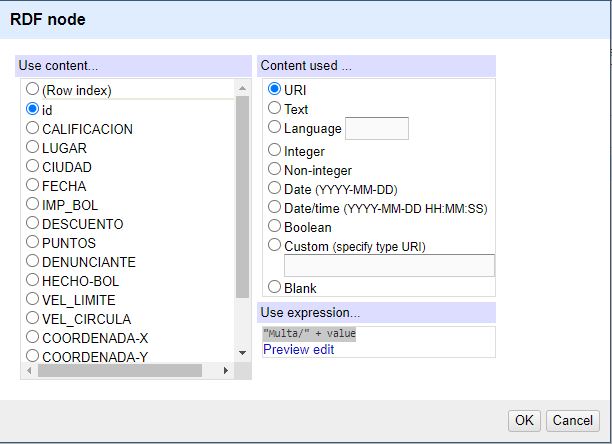 RDF node
Use content...
(Row index)
id
CALIFICACION
LUGAR
CIUDAD
FECHA
IMP_BOL
DESCUENTO
PUNTOS
DENUNCIANTE
HECHO-BOL
VEL_LIMITE
VEL_CIRCULA
COORDENADA-X
COORDENADA-Y
Content used ...
URI
Text
Language
Integer
Non-integer
Date (YYYY-MM-DD)
Date/time (YYYY-MM-DD HH:MM:SS)
Boolean
Custom (specify type URI)
Blank
Use expression...
"Multa/" + value
Preview edit
OK Cancel